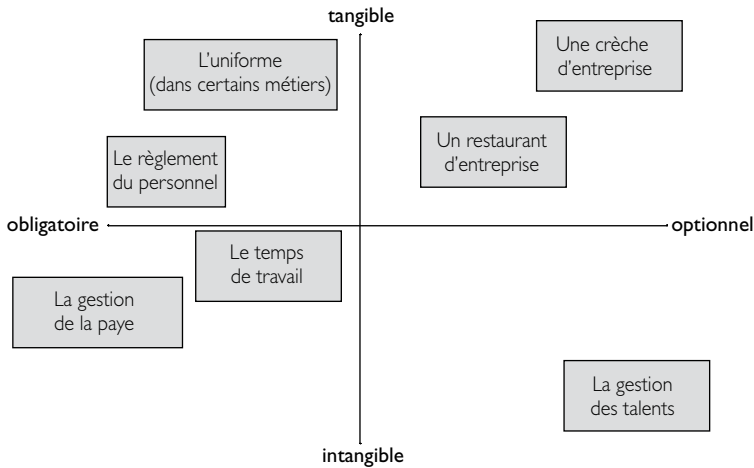 tangible
L'uniforme
(dans certains métiers)
Une crèche
d'entreprise
Un restaurant
d'entreprise
Le règlement
du personnel
obligatoire
optionnel
Le temps
de travail
La gestion
de la paye
La gestion
des talents
intangible